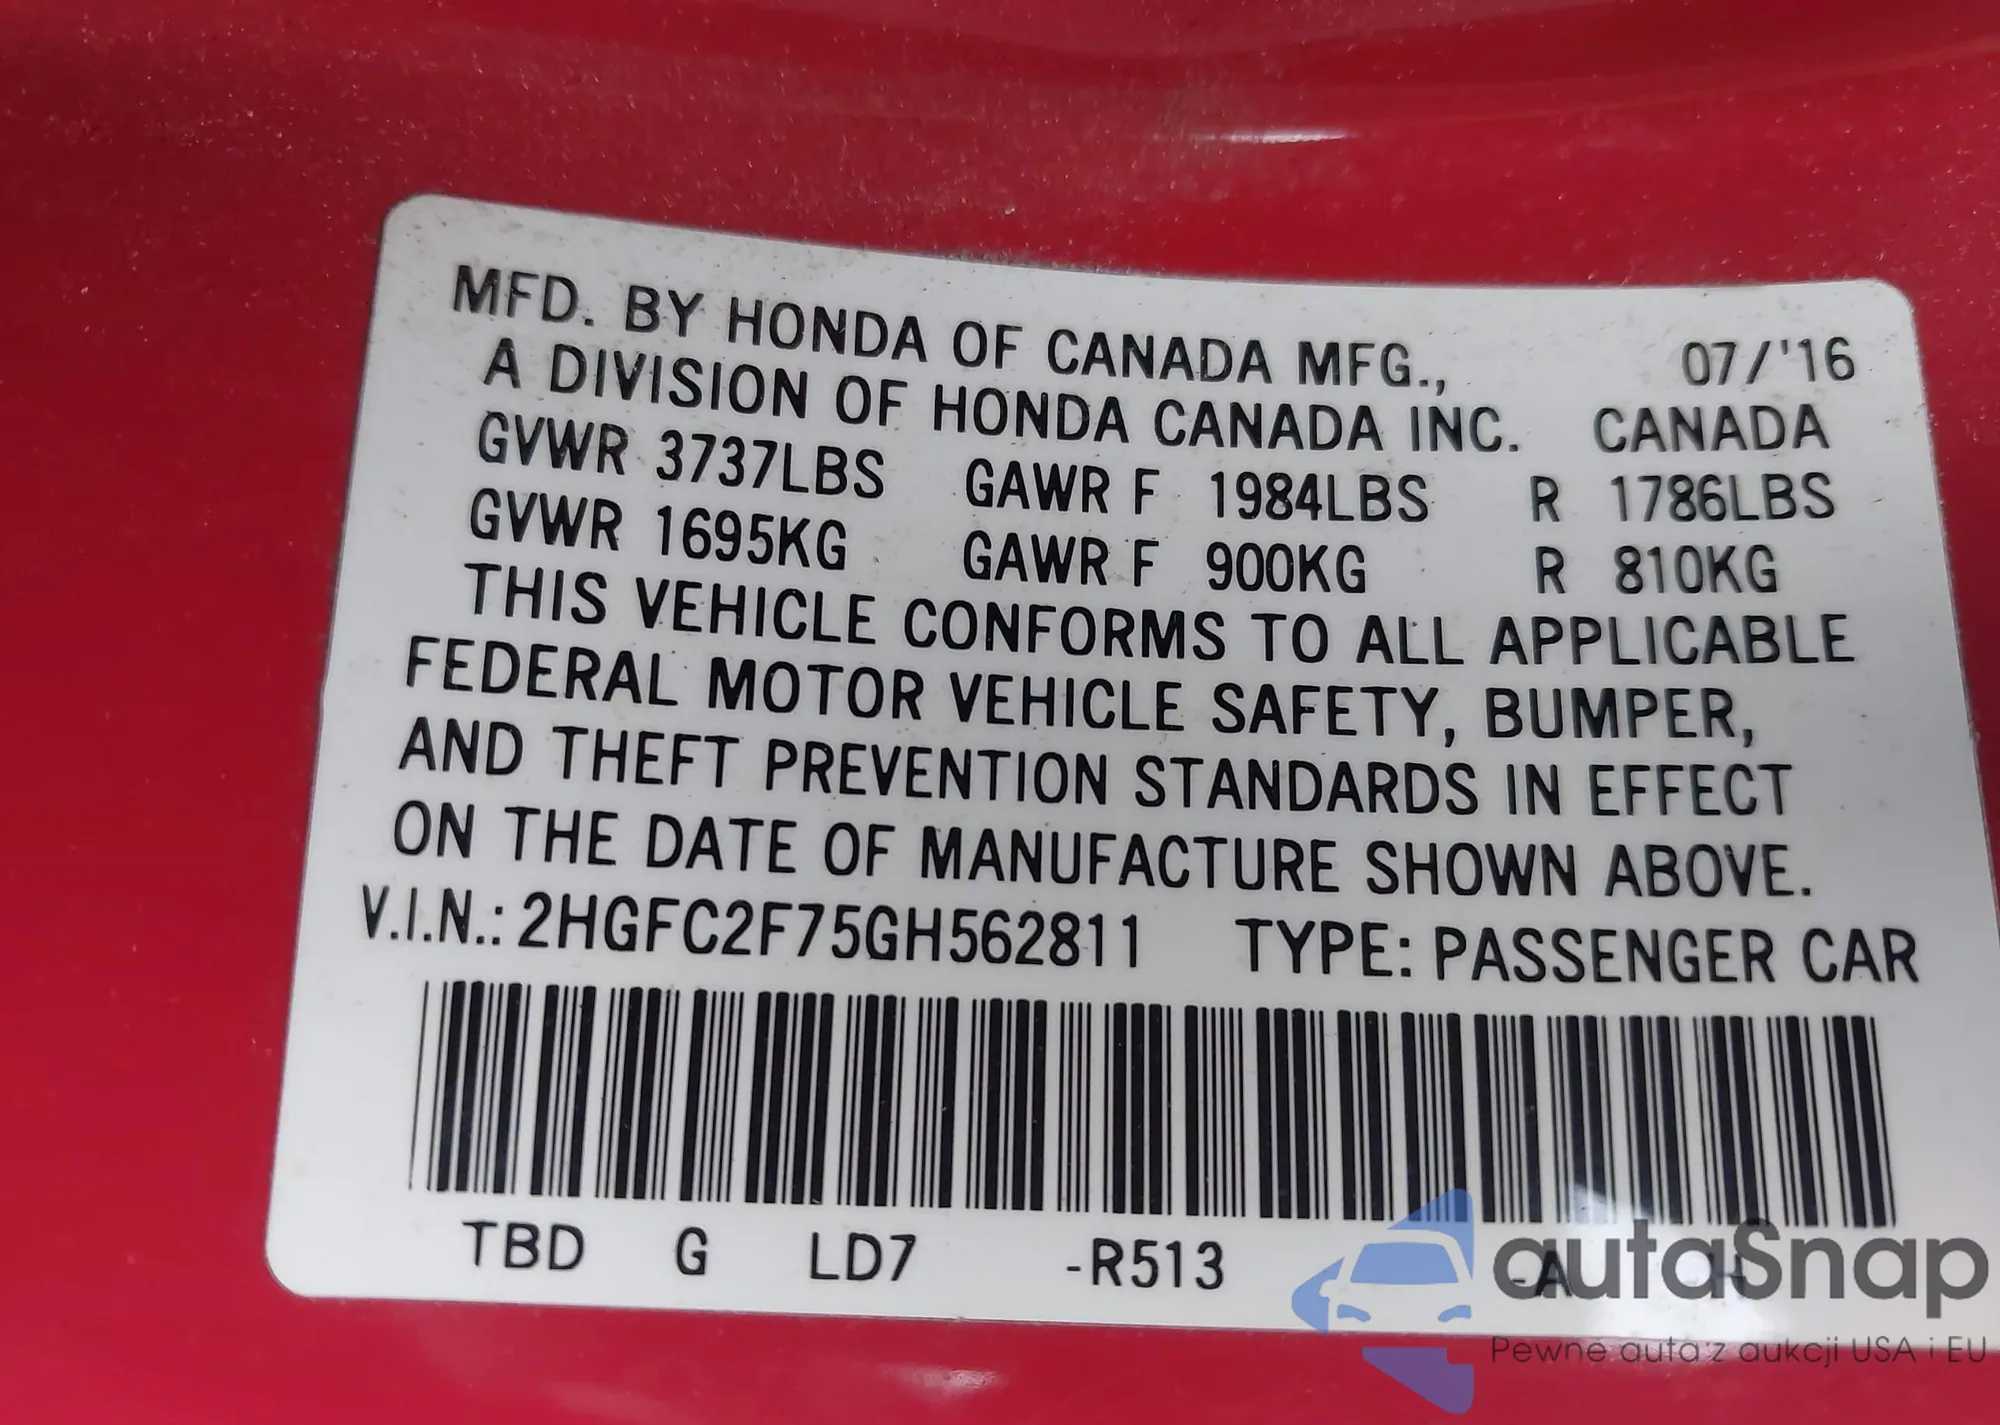 MFD. BY HONDA OF CANADA MFG., 07/'16
A DIVISION OF HONDA CANADA INC. CANADA
GVWR 3737LBS GAWR F 1984LBS R 1786LBS
GVWR 1695KG GAWR F 900KG R 810KG
THIS VEHICLE CONFORMS TO ALL APPLICABLE
FEDERAL MOTOR VEHICLE SAFETY, BUMPER,
AND THEFT PREVENTION STANDARDS IN EFFECT
ON THE DATE OF MANUFACTURE SHOWN ABOVE.
V.I.N.: 2HGFC2F75GH562811 TYPE: PASSENGER CAR
TBD G LD7 -R513 -A H
autaSnap
Pewne auta z aukcji USA i EU